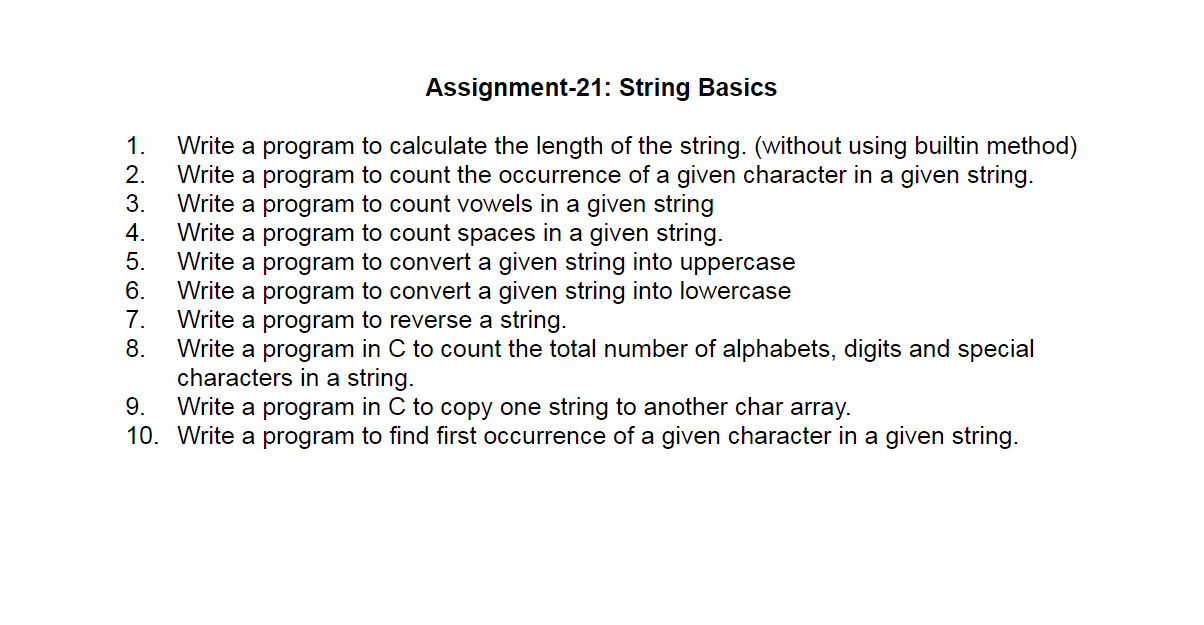 Assignment-21: String Basics
1. Write a program to calculate the length of the string. (without using builtin method)
2. Write a program to count the occurrence of a given character in a given string.
3. Write a program to count vowels in a given string
4. Write a program to count spaces in a given string.
5. Write a program to convert a given string into uppercase
6. Write a program to convert a given string into lowercase
7. Write a program to reverse a string.
8. Write a program in C to count the total number of alphabets, digits and special
characters in a string.
9. Write a program in C to copy one string to another char array.
10. Write a program to find first occurrence of a given character in a given string.